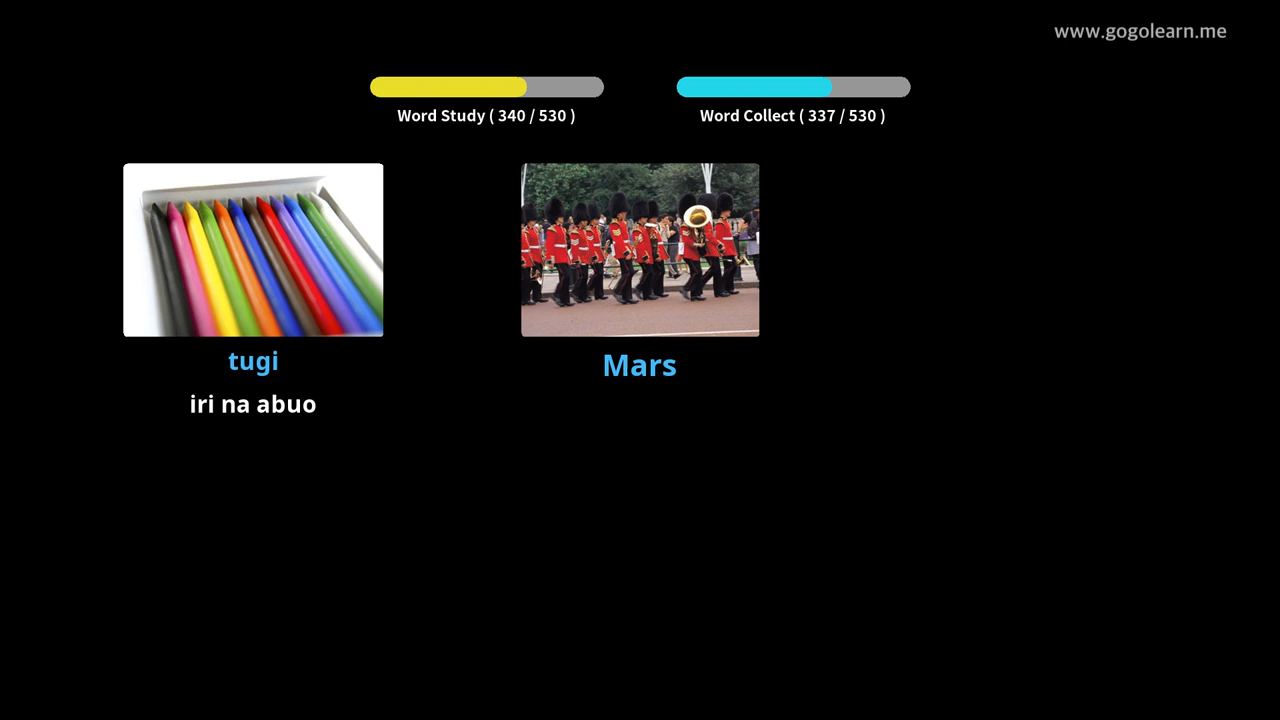 www.gogolearn.me
Word Study ( 340 / 530 )
Word Collect ( 337 / 530 )
tugi
iri na abuo
Mars